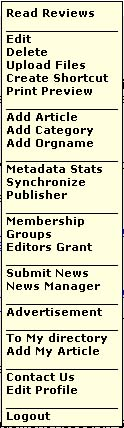 Read Reviews
Edit
Delete
Upload Files
Create Shortcut
Print Preview
Add Article
Add Category
Add Orgname
Metadata Stats
Synchronize
Publisher
Membership
Groups
Editors Grant
Submit News
News Manager
Advertisement
To My directory
Add My Article
Contact Us
Edit Profile
Logout